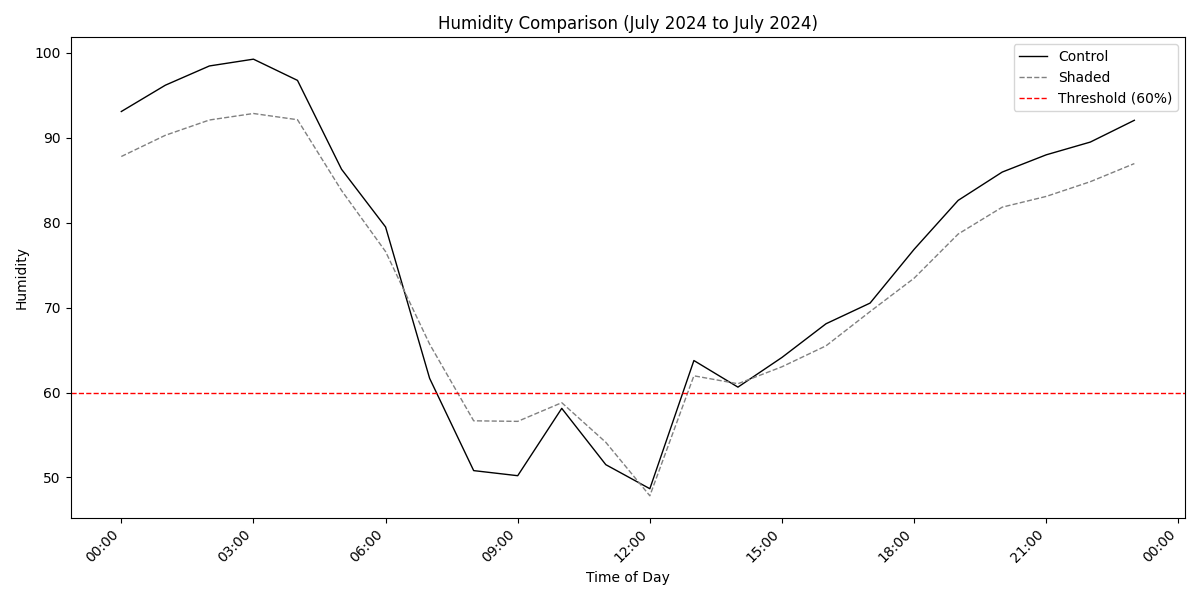 Humidity Comparison (July 2024 to July 2024)
Control
Shaded
Threshold (60%)
Humidity
100
90
80
70
60
50
00:00
03:00
06:00
09:00
12:00
15:00
18:00
21:00
00:00
Time of Day